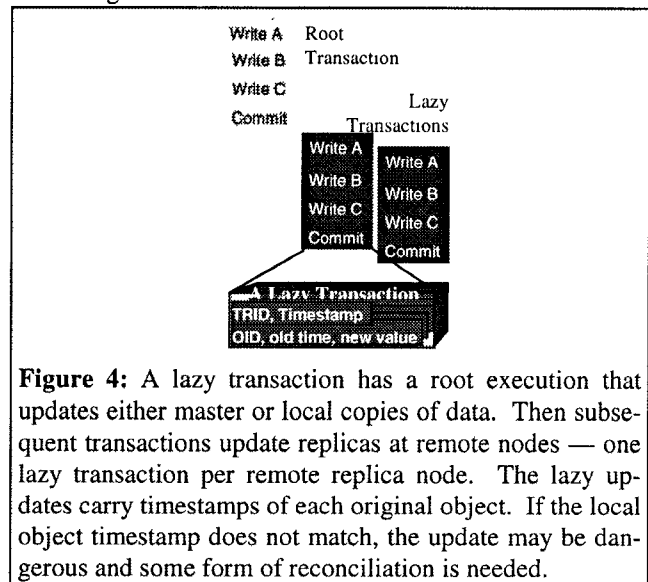 Write A Root
Write B Transaction
Write C
Commit
Lazy
Transactions
Write A
Write B
Write C
Commit
Write A
Write B
Write C
Commit
A Lazy Transaction
TRID, Timestamp
OID, old time, new value
Figure 4: A lazy transaction has a root execution that
updates either master or local copies of data. Then subse-
quent transactions update replicas at remote nodes — one
lazy transaction per remote replica node. The lazy up-
dates carry timestamps of each original object. If the local
object timestamp does not match, the update may be dan-
gerous and some form of reconciliation is needed.